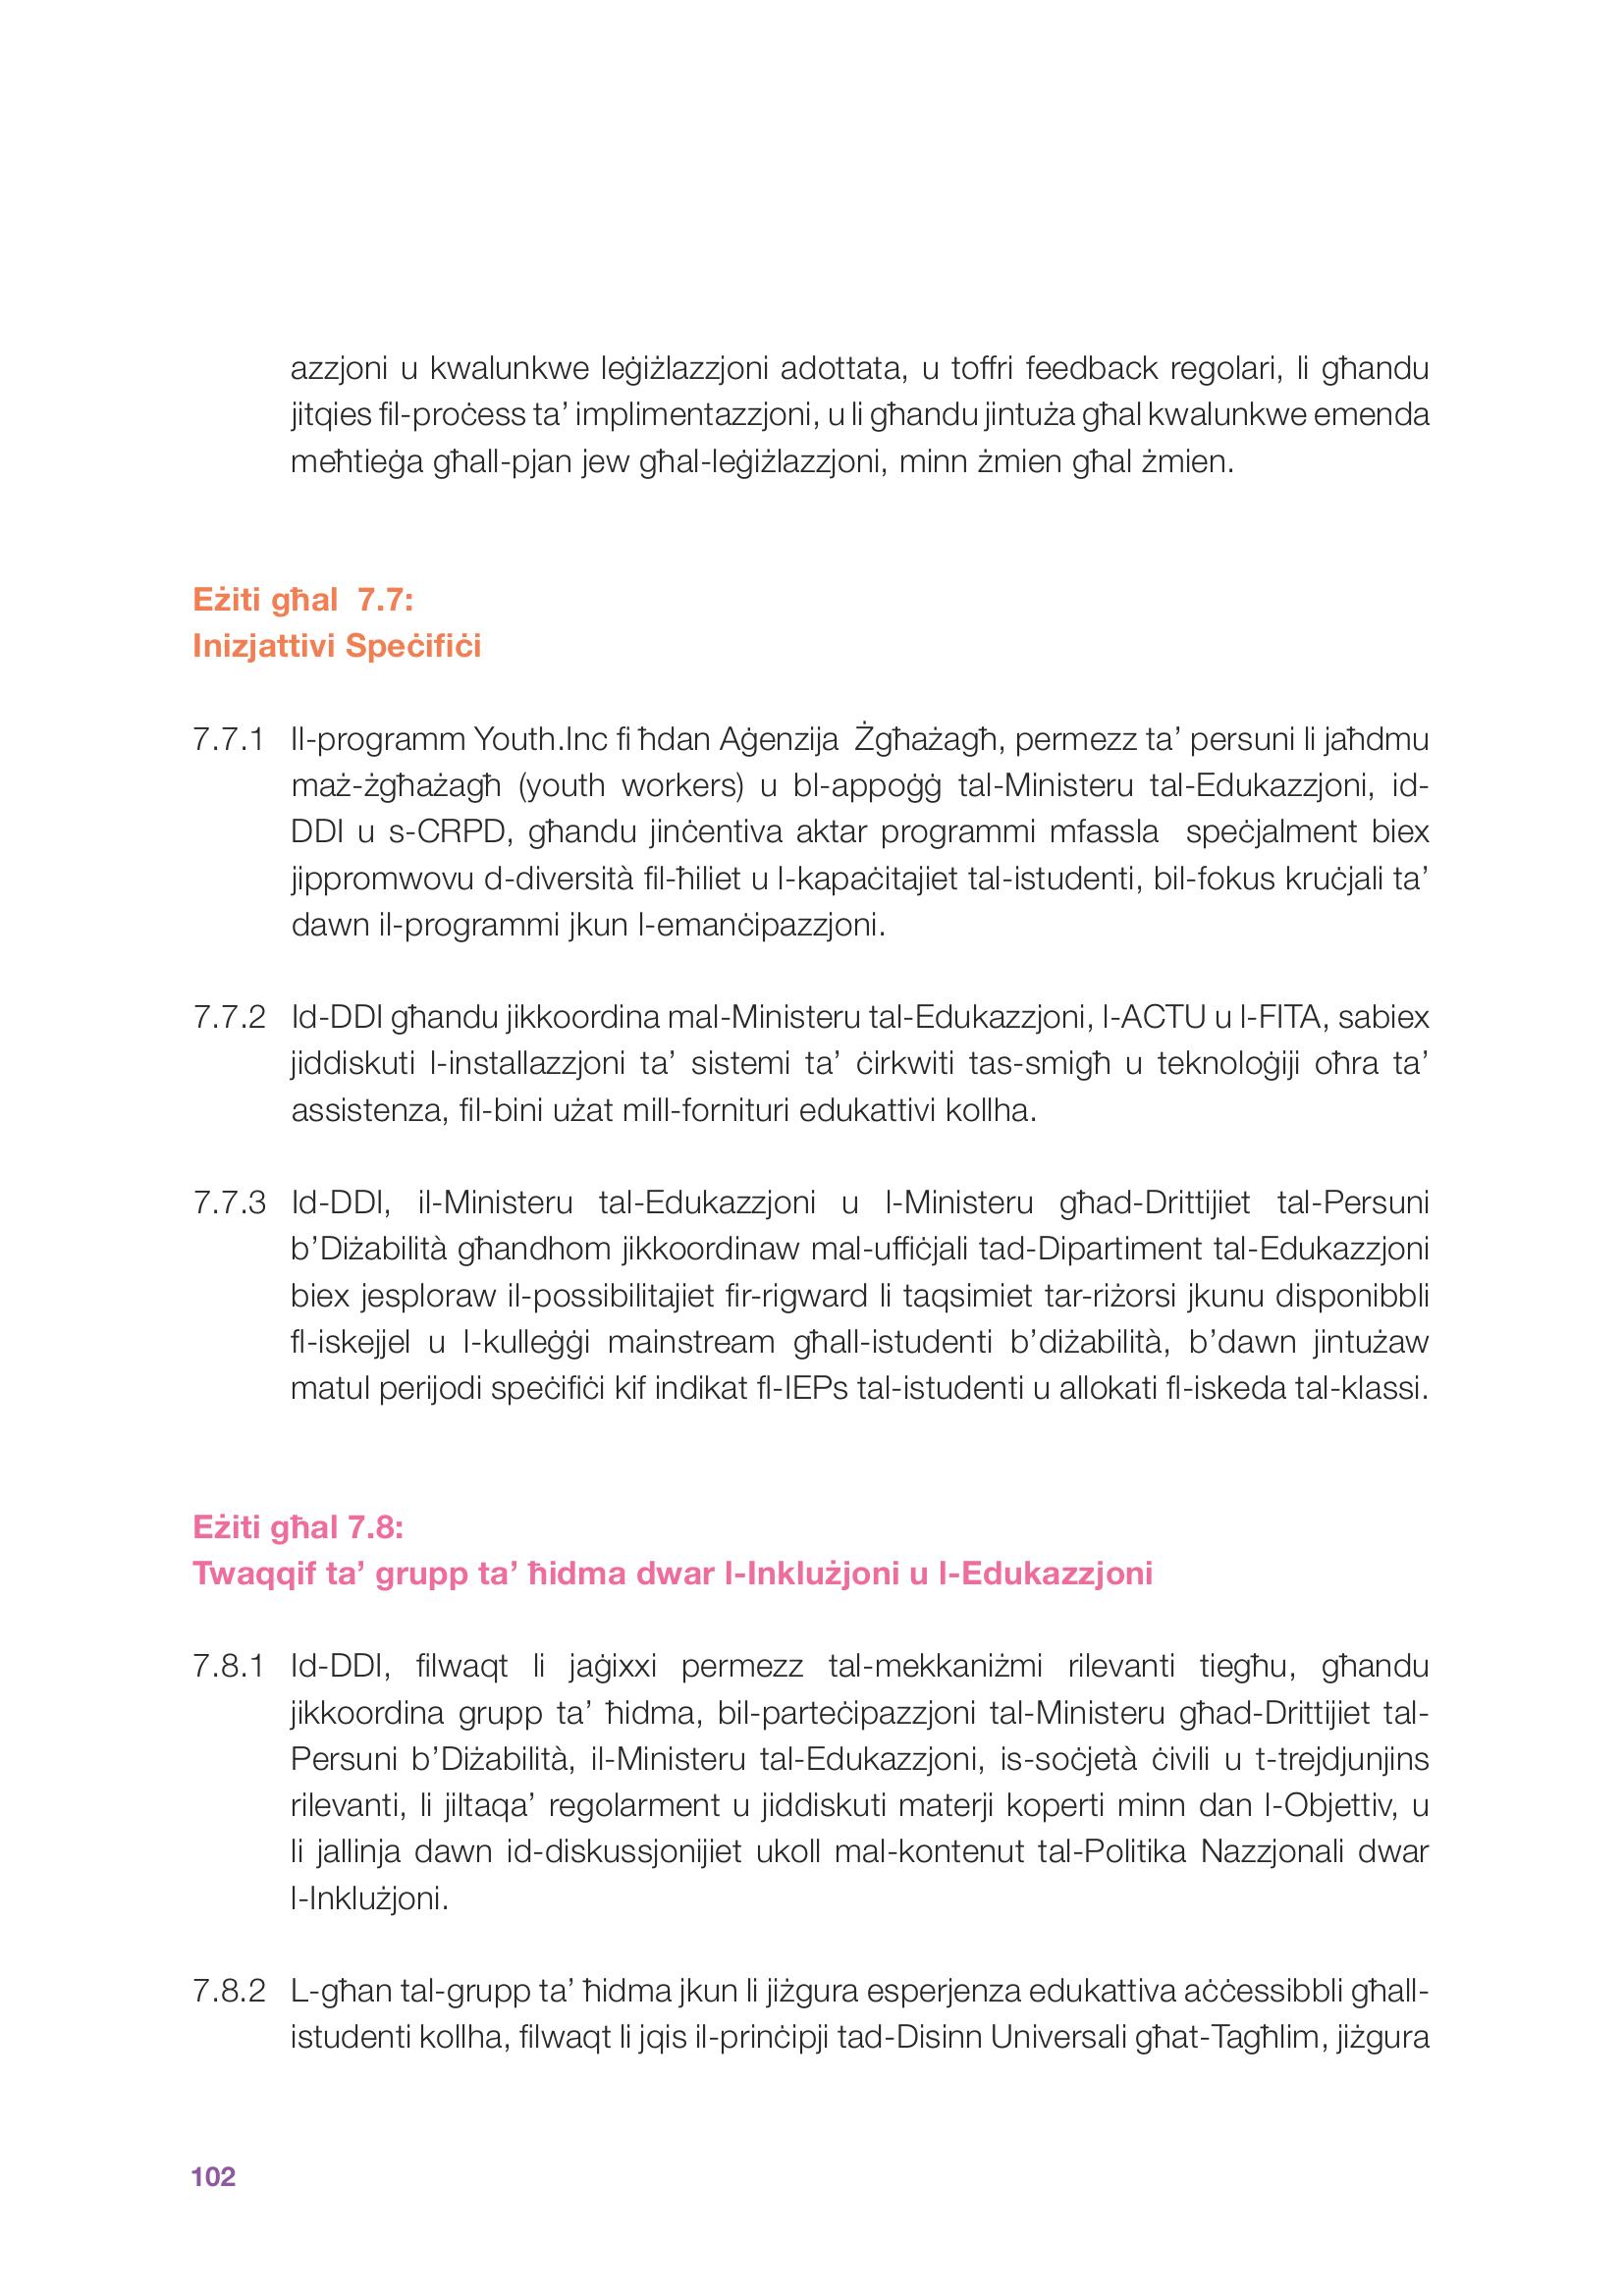 azzjoni u kwalunkwe leġiżlazzjoni adottata, u toffri feedback regolari, li għandu
jitqies fil-proċess ta’ implimentazzjoni, u li għandu jintuża għal kwalunkwe emenda
meħtieġa għall-pjan jew għal-leġiżlazzjoni, minn żmien għal żmien.
Eżiti għal  7.7:
Inizjattivi Speċifiċi
7.7.1 Il-programm Youth.Inc fi ħdan Aġenzija  Żgħażagħ, permezz ta’ persuni li jaħdmu
maż-żgħażagħ (youth workers) u bl-appoġġ tal-Ministeru tal-Edukazzjoni, id-
DDI u s-CRPD, għandu jinċentiva aktar programmi mfassla  speċjalment biex
jippromwovu d-diversità fil-ħiliet u l-kapaċitajiet tal-istudenti, bil-fokus kruċjali ta’
dawn il-programmi jkun l-emanċipazzjoni.
7.7.2 Id-DDI għandu jikkoordina mal-Ministeru tal-Edukazzjoni, l-ACTU u l-FITA, sabiex
jiddiskuti l-installazzjoni ta’ sistemi ta’ ċirkwiti tas-smigħ u teknoloġiji oħra ta’
assistenza, fil-bini użat mill-fornituri edukattivi kollha.
7.7.3 Id-DDI, il-Ministeru tal-Edukazzjoni u l-Ministeru għad-Drittijiet tal-Persuni
b’Diżabilità għandhom jikkoordinaw mal-uffiċjali tad-Dipartiment tal-Edukazzjoni
biex jesploraw il-possibilitajiet fir-rigward li taqsimiet tar-riżorsi jkunu disponibbli
fl-iskejjel u l-kulleġġi mainstream għall-istudenti b’diżabilità, b’dawn jintużaw
matul perijodi speċifiċi kif indikat fl-IEPs tal-istudenti u allokati fl-iskeda tal-klassi.
Eżiti għal 7.8:
Twaqqif ta’ grupp ta’ ħidma dwar l-Inklużjoni u l-Edukazzjoni
7.8.1 Id-DDI, filwaqt li jaġixxi permezz tal-mekkaniżmi rilevanti tiegħu, għandu
jikkoordina grupp ta’ ħidma, bil-parteċipazzjoni tal-Ministeru għad-Drittijiet tal-
Persuni b’Diżabilità, il-Ministeru tal-Edukazzjoni, is-soċjetà ċivili u t-trejdjunjins
rilevanti, li jiltaqa’ regolarment u jiddiskuti materji koperti minn dan l-Objettiv, u
li jallinja dawn id-diskussjonijiet ukoll mal-kontenut tal-Politika Nazzjonali dwar
l-Inklużjoni.
7.8.2 L-għan tal-grupp ta’ ħidma jkun li jiżgura esperjenza edukattiva aċċessibbli għall-
istudenti kollha, filwaqt li jqis il-prinċipji tad-Disinn Universali għat-Tagħlim, jiżgura
102